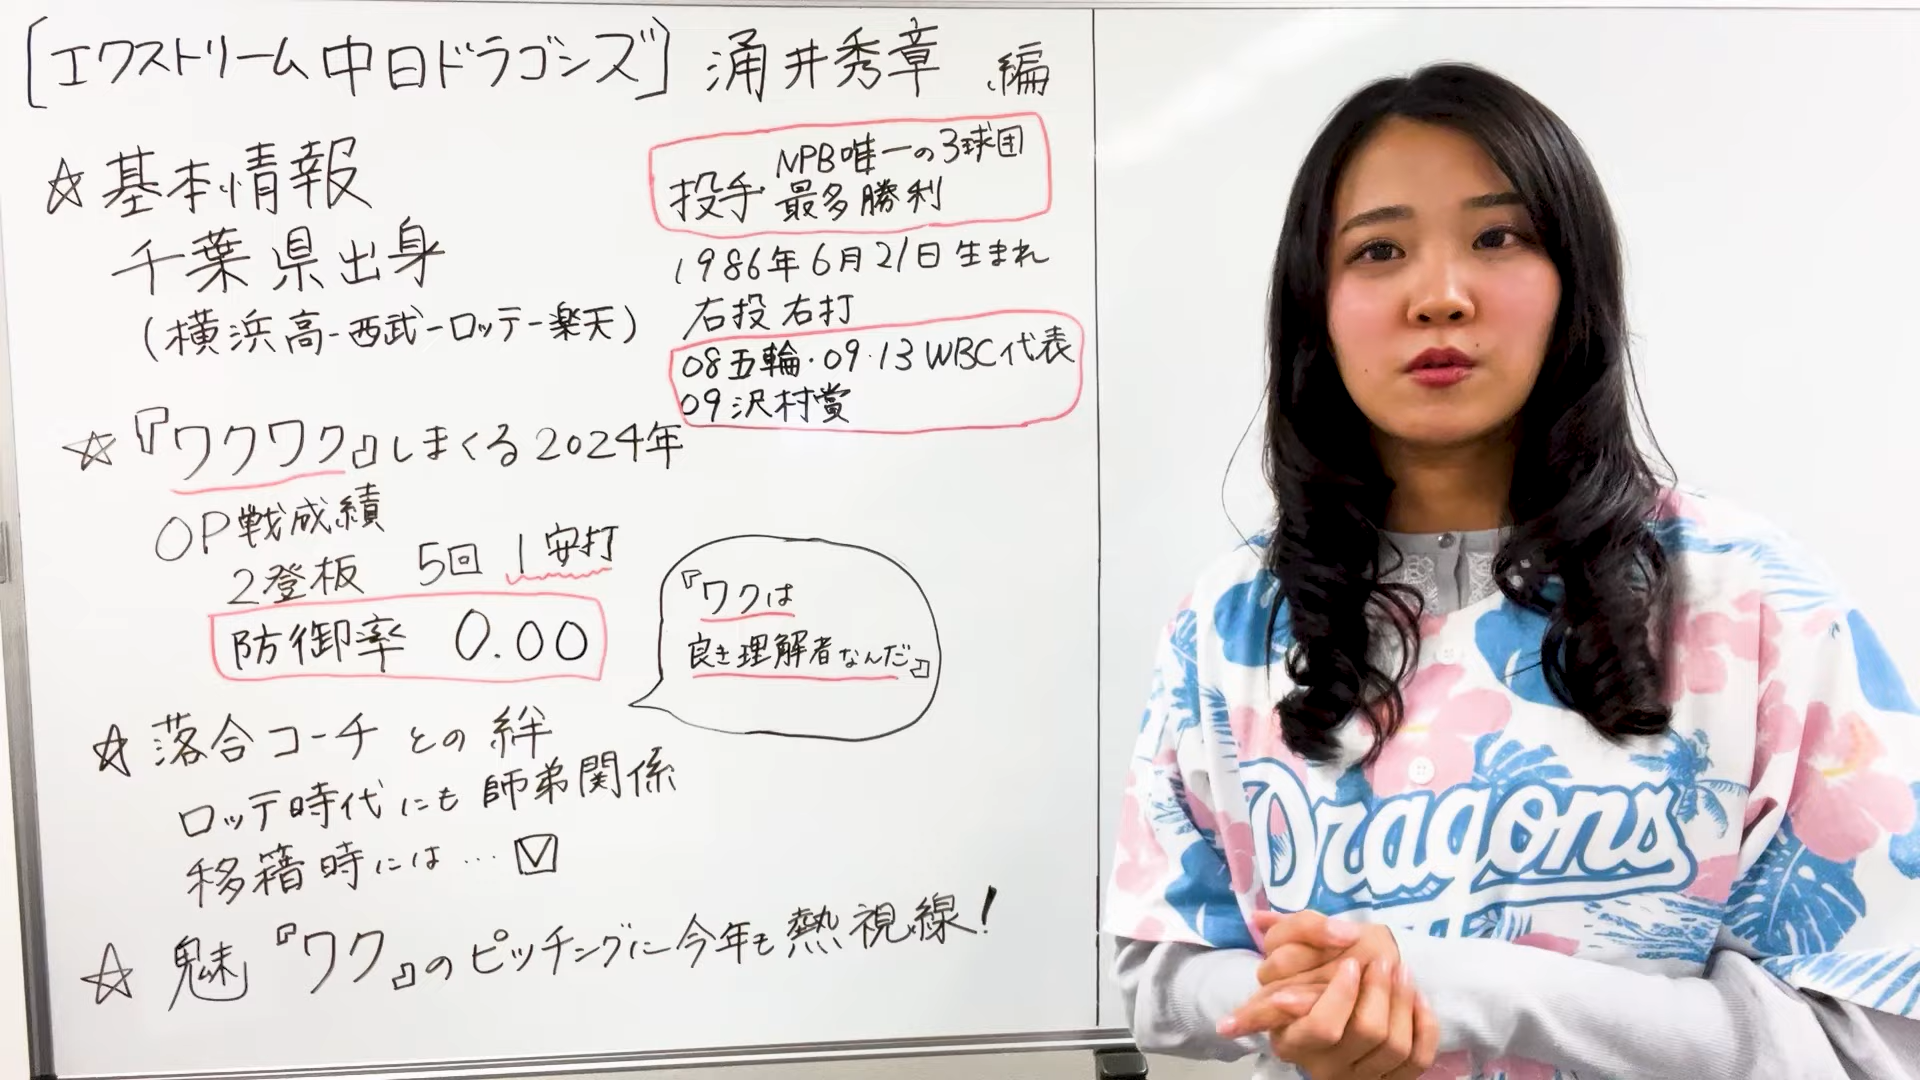 [エクストリーム中日ドラゴンズ] 涌井秀章 編
☆基本情報
千葉県出身
(横浜高-西武-ロッテ-楽天)
投手 NPB唯一の3球団
最多勝利
1986年6月21日生まれ
右投右打
08五輪・09・13 WBC代表
09沢村賞
☆『ワクワク』しまくる2024年
OP戦成績
2登板 5回 1安打
防御率 0.00
『ワクは
良き理解者なんだ』
☆落合コーチとの絆
ロッテ時代にも師弟関係
移籍時には…☑
☆魅『ワク』のピッチングに今年も熱視線!
Dragons